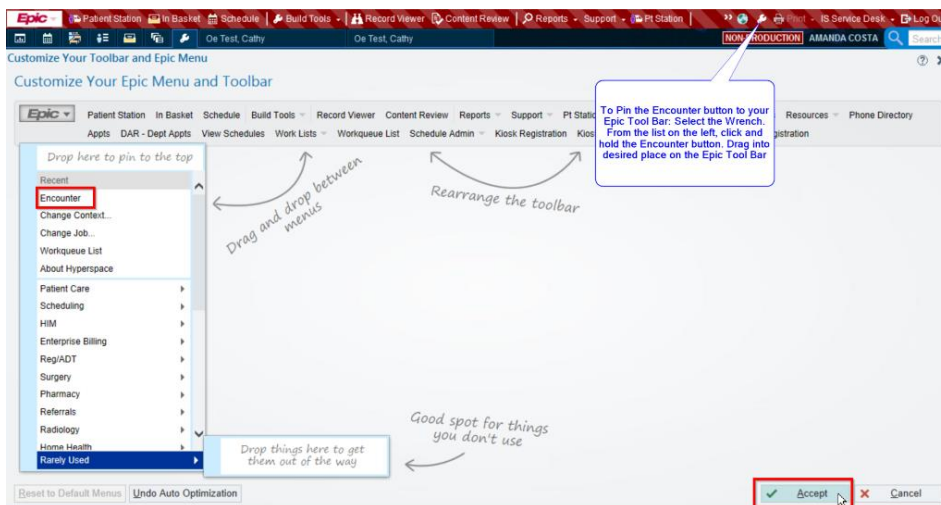 Epic Patient Station In Basket Schedule Build Tools Record Viewer Content Review Reports Support Pt Station Print IS Service Desk Log Ou
Oe Test, Cathy Oe Test, Cathy NON-PRODUCTION AMANDA COSTA Search
Customize Your Toolbar and Epic Menu
Customize Your Epic Menu and Toolbar
Epic Patient Station In Basket Schedule Build Tools Record Viewer Content Review Reports Support Pt Static Resources Phone Directory
Appts DAR - Dept Appts View Schedules Work Lists Workqueue List Schedule Admin Kiosk Registration Kios gistration
To Pin the Encounter button to your
Epic Tool Bar: Select the Wrench.
From the list on the left, click and
hold the Encounter button. Drag into
desired place on the Epic Tool Bar
Drop here to pin to the top
Recent
Encounter
Change Context...
Change Job...
Workqueue List
About Hyperspace
Patient Care
Scheduling
HIM
Enterprise Billing
Reg/ADT
Surgery
Pharmacy
Referrals
Radiology
Home Health
Rarely Used
Drag and drop between
menus
Rearrange the toolbar
Good spot for things
you don't use
Drop things here to get
them out of the way
Reset to Default Menus Undo Auto Optimization Accept Cancel